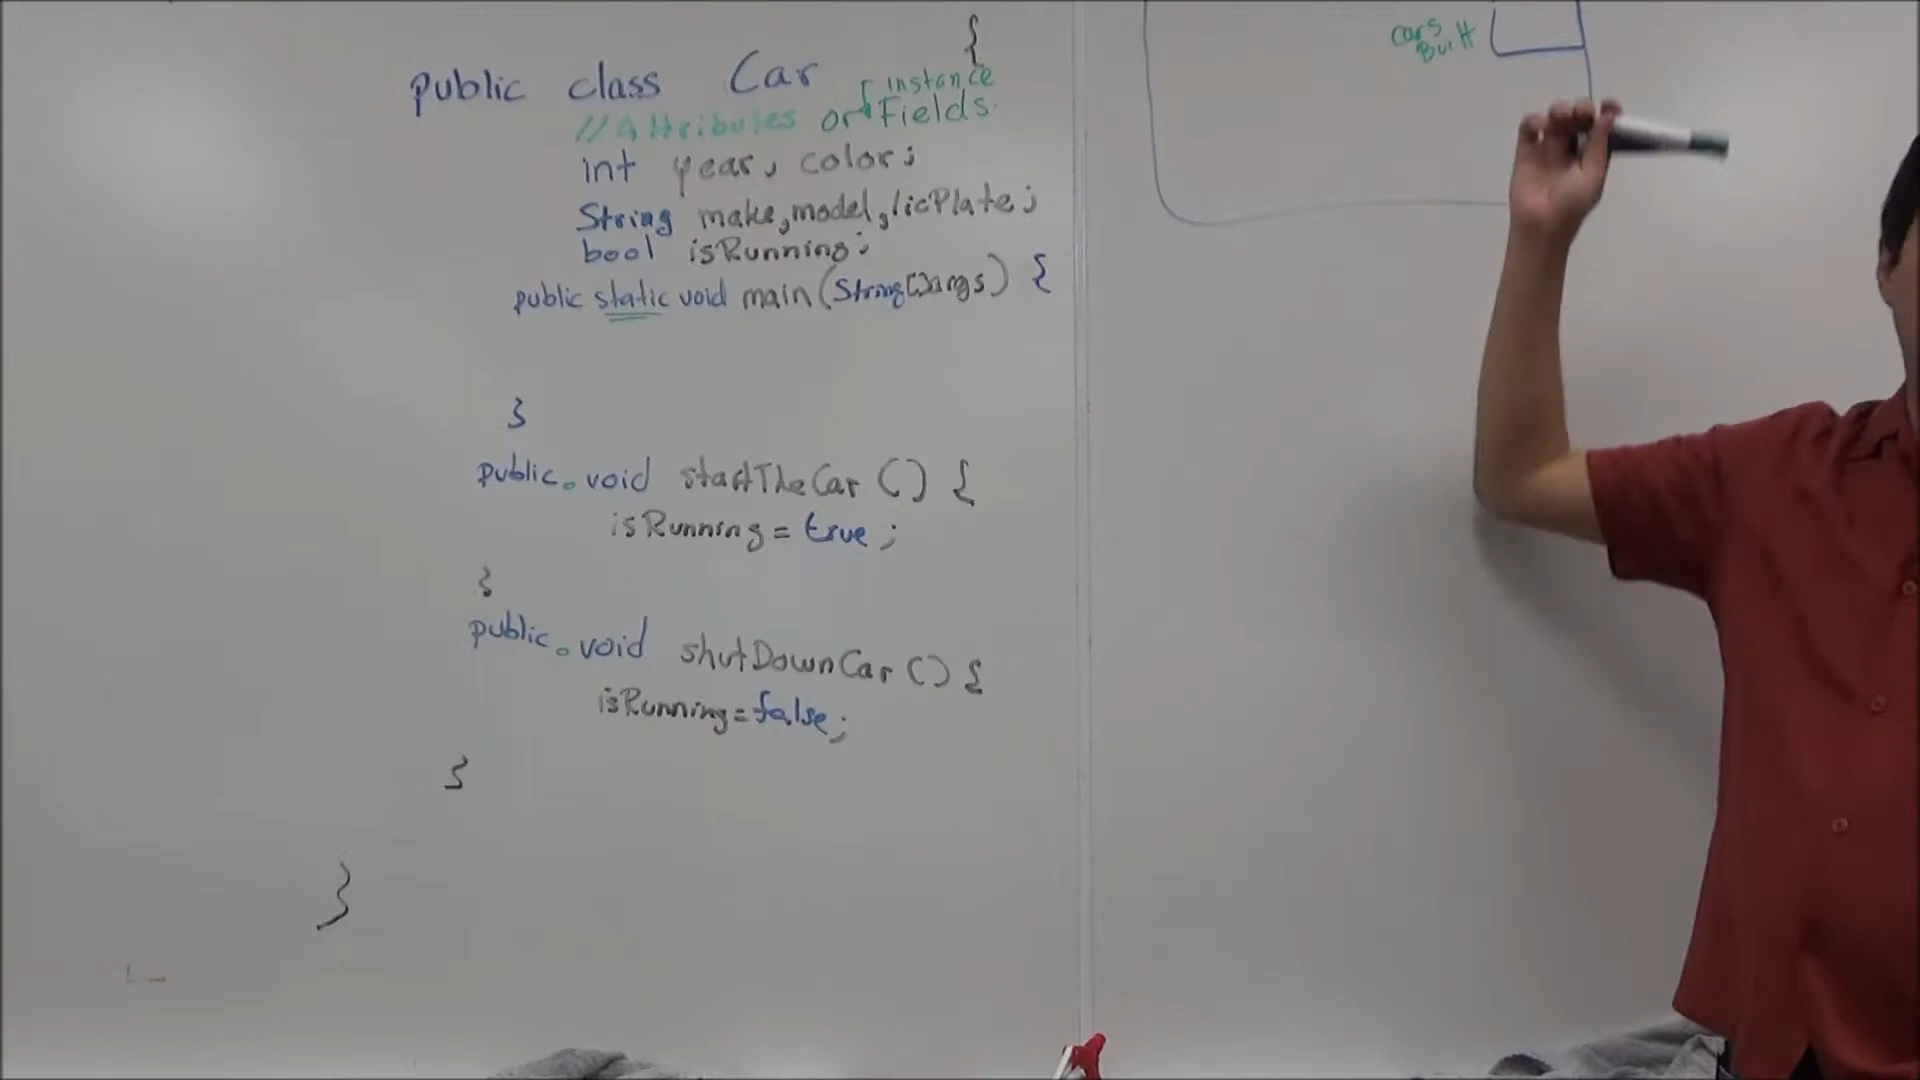 public class Car {
instance
//Attributes or Fields.
int year, color;
String make, model, licPlate;
bool isRunning;
public static void main(String[] args) {
}
public void startTheCar () {
isRunning = true;
}
public void shutDownCar () {
isRunning = false;
}
}
cars
Built